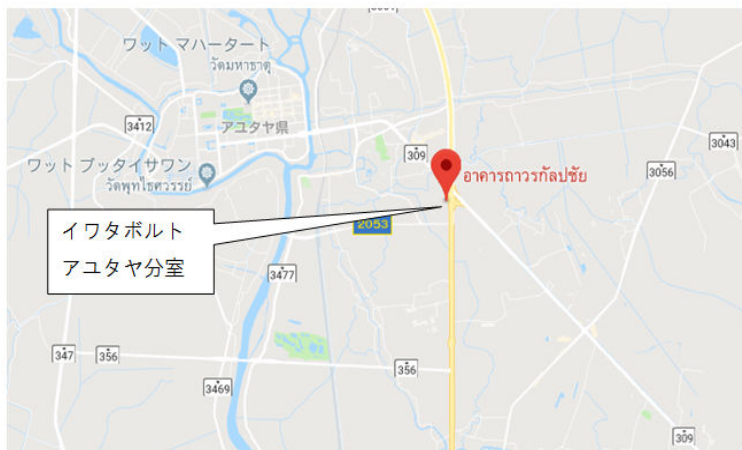 ワット マハータート
วัดมหาธาตุ
3412
アユタヤ県
309
3043
3056
ワット プッタイサワン
วัดพุทไธศวรรย์
อาคารถาวรกัลปชัย
イワタボルト
アユタヤ分室
2053
3477
347
356
356
3469
309